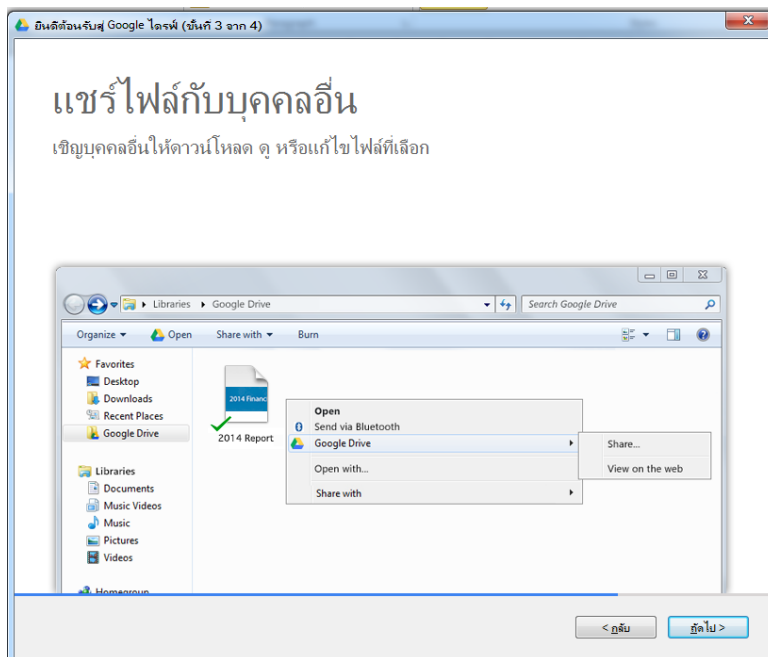 ยินดีต้อนรับสู่ Google ไดรฟ์ (ขั้นที่ 3 จาก 4)
แชร์ไฟล์กับบุคคลอื่น
เชิญบุคคลอื่นให้ดาวน์โหลด ดู หรือแก้ไขไฟล์ที่เลือก
Libraries Google Drive Search Google Drive
Organize Open Share with Burn
Favorites
Desktop
Downloads
Recent Places
Google Drive
Libraries
Documents
Music Videos
Music
Pictures
Videos
Homegroup
2014 Financ
2014 Report
Open
Send via Bluetooth
Google Drive
Open with...
Share with
Share...
View on the web
< กลับ ถัดไป >